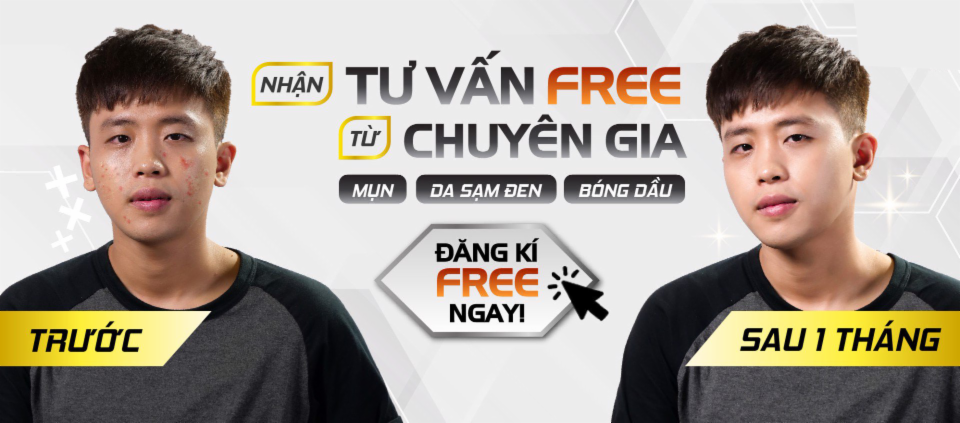 NHẬN TƯ VẤN FREE
TỪ CHUYÊN GIA
MỤN DA SẠM ĐEN BÓNG DẦU
ĐĂNG KÍ
FREE
NGAY!
TRƯỚC
SAU 1 THÁNG